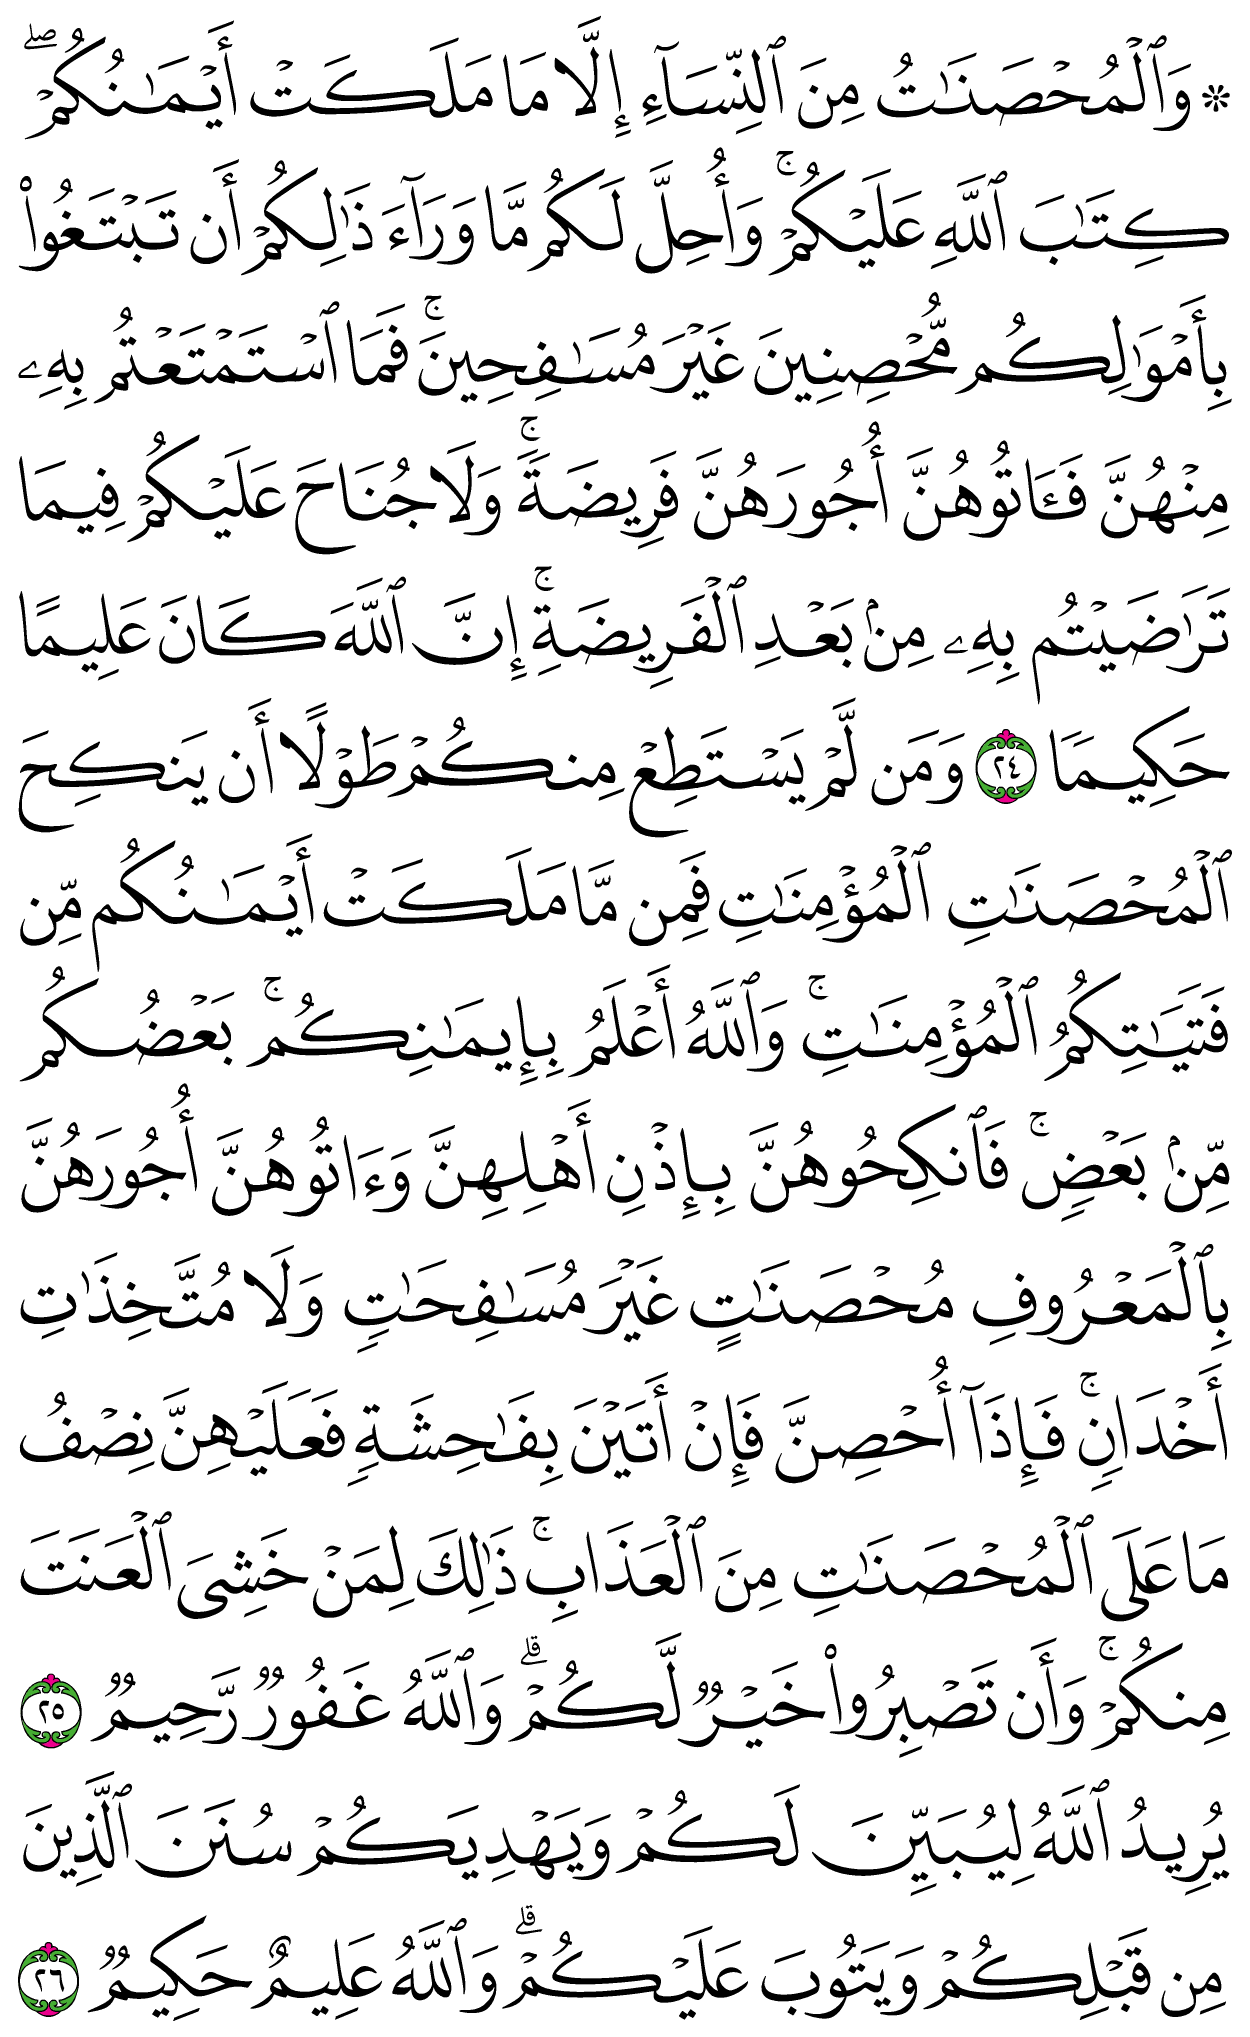 ۞ وَٱلْمُحْصَنَٰتُ مِنَ ٱلنِّسَآءِ إِلَّا مَا مَلَكَتْ أَيْمَٰنُكُمْ ۖ
كِتَٰبَ ٱللَّهِ عَلَيْكُمْ ۚ وَأُحِلَّ لَكُم مَّا وَرَآءَ ذَٰلِكُمْ أَن تَبْتَغُوا۟
بِأَمْوَٰلِكُم مُّحْصِنِينَ غَيْرَ مُسَٰفِحِينَ ۚ فَمَا ٱسْتَمْتَعْتُم بِهِۦ
مِنْهُنَّ فَـَٔاتُوهُنَّ أُجُورَهُنَّ فَرِيضَةً ۚ وَلَا جُنَاحَ عَلَيْكُمْ فِيمَا
تَرَٰضَيْتُم بِهِۦ مِنۢ بَعْدِ ٱلْفَرِيضَةِ ۚ إِنَّ ٱللَّهَ كَانَ عَلِيمًا
حَكِيمًا ٢٤ وَمَن لَّمْ يَسْتَطِعْ مِنكُمْ طَوْلًا أَن يَنكِحَ
ٱلْمُحْصَنَٰتِ ٱلْمُؤْمِنَٰتِ فَمِن مَّا مَلَكَتْ أَيْمَٰنُكُم مِّن
فَتَيَٰتِكُمُ ٱلْمُؤْمِنَٰتِ ۚ وَٱللَّهُ أَعْلَمُ بِإِيمَٰنِكُم ۚ بَعْضُكُم
مِّنۢ بَعْضٍ ۚ فَٱنكِحُوهُنَّ بِإِذْنِ أَهْلِهِنَّ وَءَاتُوهُنَّ أُجُورَهُنَّ
بِٱلْمَعْرُوفِ مُحْصَنَٰتٍ غَيْرَ مُسَٰفِحَٰتٍ وَلَا مُتَّخِذَٰتِ
أَخْدَانٍ ۚ فَإِذَآ أُحْصِنَّ فَإِنْ أَتَيْنَ بِفَٰحِشَةٍ فَعَلَيْهِنَّ نِصْفُ
مَا عَلَى ٱلْمُحْصَنَٰتِ مِنَ ٱلْعَذَابِ ۚ ذَٰلِكَ لِمَنْ خَشِىَ ٱلْعَنَتَ
مِنكُمْ ۚ وَأَن تَصْبِرُوا۟ خَيْرٌ لَّكُمْ ۗ وَٱللَّهُ غَفُورٌ رَّحِيمٌ ٢٥
يُرِيدُ ٱللَّهُ لِيُبَيِّنَ لَكُمْ وَيَهْدِيَكُمْ سُنَنَ ٱلَّذِينَ
مِن قَبْلِكُمْ وَيَتُوبَ عَلَيْكُمْ ۗ وَٱللَّهُ عَلِيمٌ حَكِيمٌ ٢٦